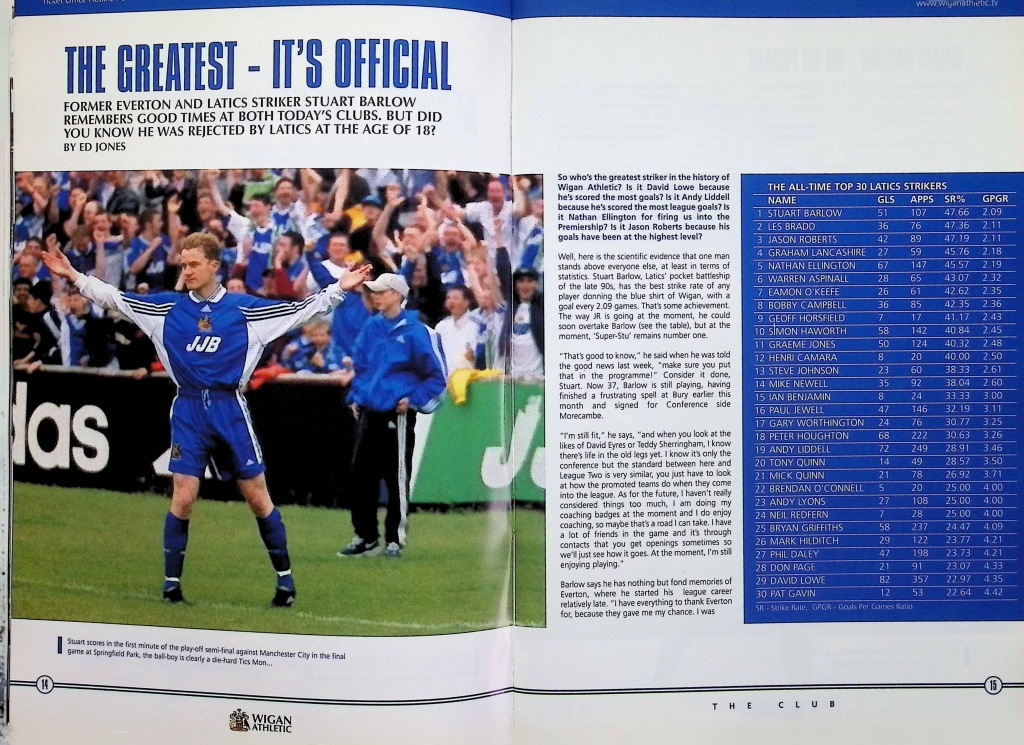 www.wiganathletic.tv
THE GREATEST - IT'S OFFICIAL
FORMER EVERTON AND LATICS STRIKER STUART BARLOW
REMEMBERS GOOD TIMES AT BOTH TODAY'S CLUBS. BUT DID
YOU KNOW HE WAS REJECTED BY LATICS AT THE AGE OF 18?
BY ED JONES
das
JJB
J
Stuart scores in the first minute of the play-off semi-final against Manchester City in the final
game at Springfield Park, the ball-boy is clearly a die-hard Tics Mon...
14
WIGAN
ATHLETIC
So who's the greatest striker in the history of
Wigan Athletic? Is it David Lowe because
he's scored the most goals? Is it Andy Liddell
because he's scored the most league goals? Is
it Nathan Ellington for firing us into the
Premiership? Is it Jason Roberts because his
goals have been at the highest level?
Well, here is the scientific evidence that one man
stands above everyone else, at least in terms of
statistics. Stuart Barlow, Latics' pocket battleship
of the late 90s, has the best strike rate of any
player donning the blue shirt of Wigan, with a
goal every 2.09 games. That's some achievement.
The way JR is going at the moment, he could
soon overtake Barlow (see the table), but at the
moment, 'Super-Stu' remains number one.
"That's good to know," he said when he was told
the good news last week, "make sure you put
that in the programme!" Consider it done,
Stuart. Now 37, Barlow is still playing, having
finished a frustrating spell at Bury earlier this
month and signed for Conference side
Morecambe.
"I'm still fit," he says, "and when you look at the
likes of David Eyres or Teddy Sherringham, I know
there's life in the old legs yet. I know it's only the
conference but the standard between here and
League Two is very similar, you just have to look
at how the promoted teams do when they come
into the league. As for the future, I haven't really
considered things too much, I am doing my
coaching badges at the moment and I do enjoy
coaching, so maybe that's a road I can take. I have
a lot of friends in the game and it's through
contacts that you get openings sometimes so
we'll just see how it goes. At the moment, I'm still
enjoying playing."
Barlow says he has nothing but fond memories of
Everton, where he started his league career
relatively late. "I have everything to thank Everton
for, because they gave me my chance. I was
THE ALL-TIME TOP 30 LATICS STRIKERS
NAME GLS APPS SR% GPGR
1 STUART BARLOW 51 107 47.66 2.09
2 LES BRADD 36 76 47.36 2.11
3 JASON ROBERTS 42 89 47.19 2.11
4 GRAHAM LANCASHIRE 27 59 45.76 2.18
5 NATHAN ELLINGTON 67 147 45.57 2.19
6 WARREN ASPINALL 28 65 43.07 2.32
7 EAMON O'KEEFE 26 61 42.62 2.35
8 BOBBY CAMPBELL 36 85 42.35 2.36
9 GEOFF HORSFIELD 7 17 41.17 2.43
10 SIMON HAWORTH 58 142 40.84 2.45
11 GRAEME JONES 50 124 40.32 2.48
12 HENRI CAMARA 8 20 40.00 2.50
13 STEVE JOHNSON 23 60 38.33 2.61
14 MIKE NEWELL 35 92 38.04 2.60
15 IAN BENJAMIN 8 24 33.33 3.00
16 PAUL JEWELL 47 146 32.19 3.11
17 GARY WORTHINGTON 24 76 30.77 3.25
18 PETER HOUGHTON 68 222 30.63 3.26
19 ANDY LIDDELL 72 249 28.91 3.46
20 TONY QUINN 14 49 28.57 3.50
21 MICK QUINN 21 78 26.92 3.71
22 BRENDAN O'CONNELL 5 20 25.00 4.00
23 ANDY LYONS 27 108 25.00 4.00
24 NEIL REDFERN 7 28 25.00 4.00
25 BRYAN GRIFFITHS 58 237 24.47 4.09
26 MARK HILDITCH 29 122 23.77 4.21
27 PHIL DALEY 47 198 23.73 4.21
28 DON PAGE 21 91 23.07 4.33
29 DAVID LOWE 82 357 22.97 4.35
30 PAT GAVIN 12 53 22.64 4.42
SR - Strike Rate, GPGR - Goals Per Games Ratio
15
THE CLUB